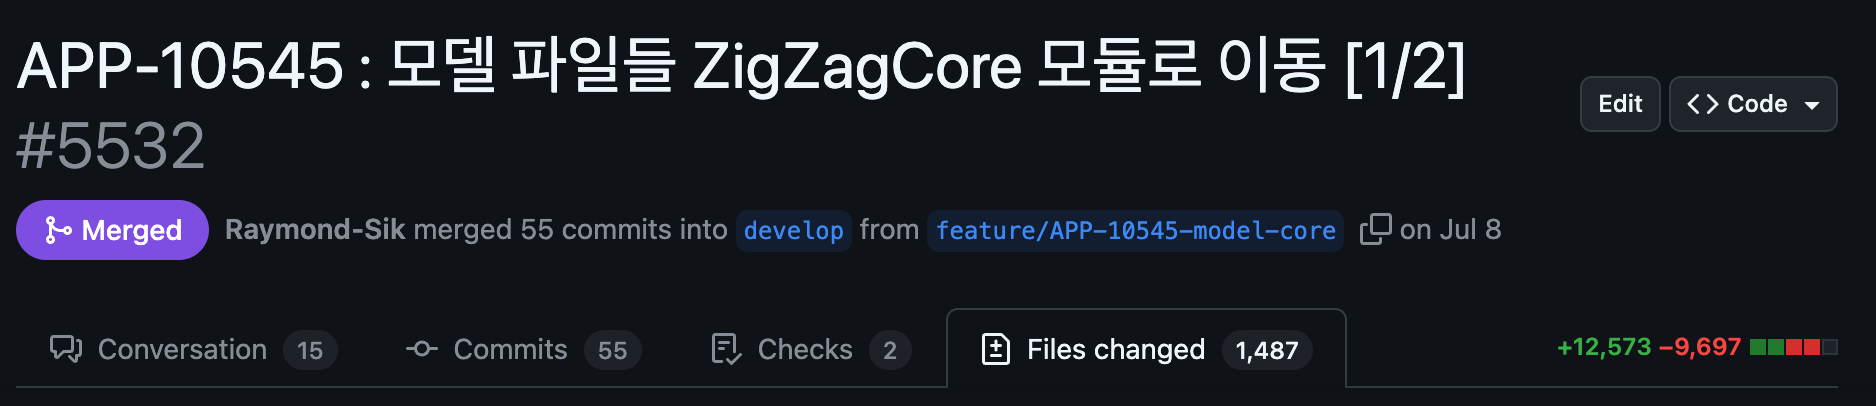 APP-10545 : 모델 파일들 ZigZagCore 모듈로 이동 [1/2]
#5532
Edit
Code
Merged
Raymond-Sik merged 55 commits into develop from feature/APP-10545-model-core on Jul 8
Conversation 15
Commits 55
Checks 2
Files changed 1,487
+12,573 −9,697